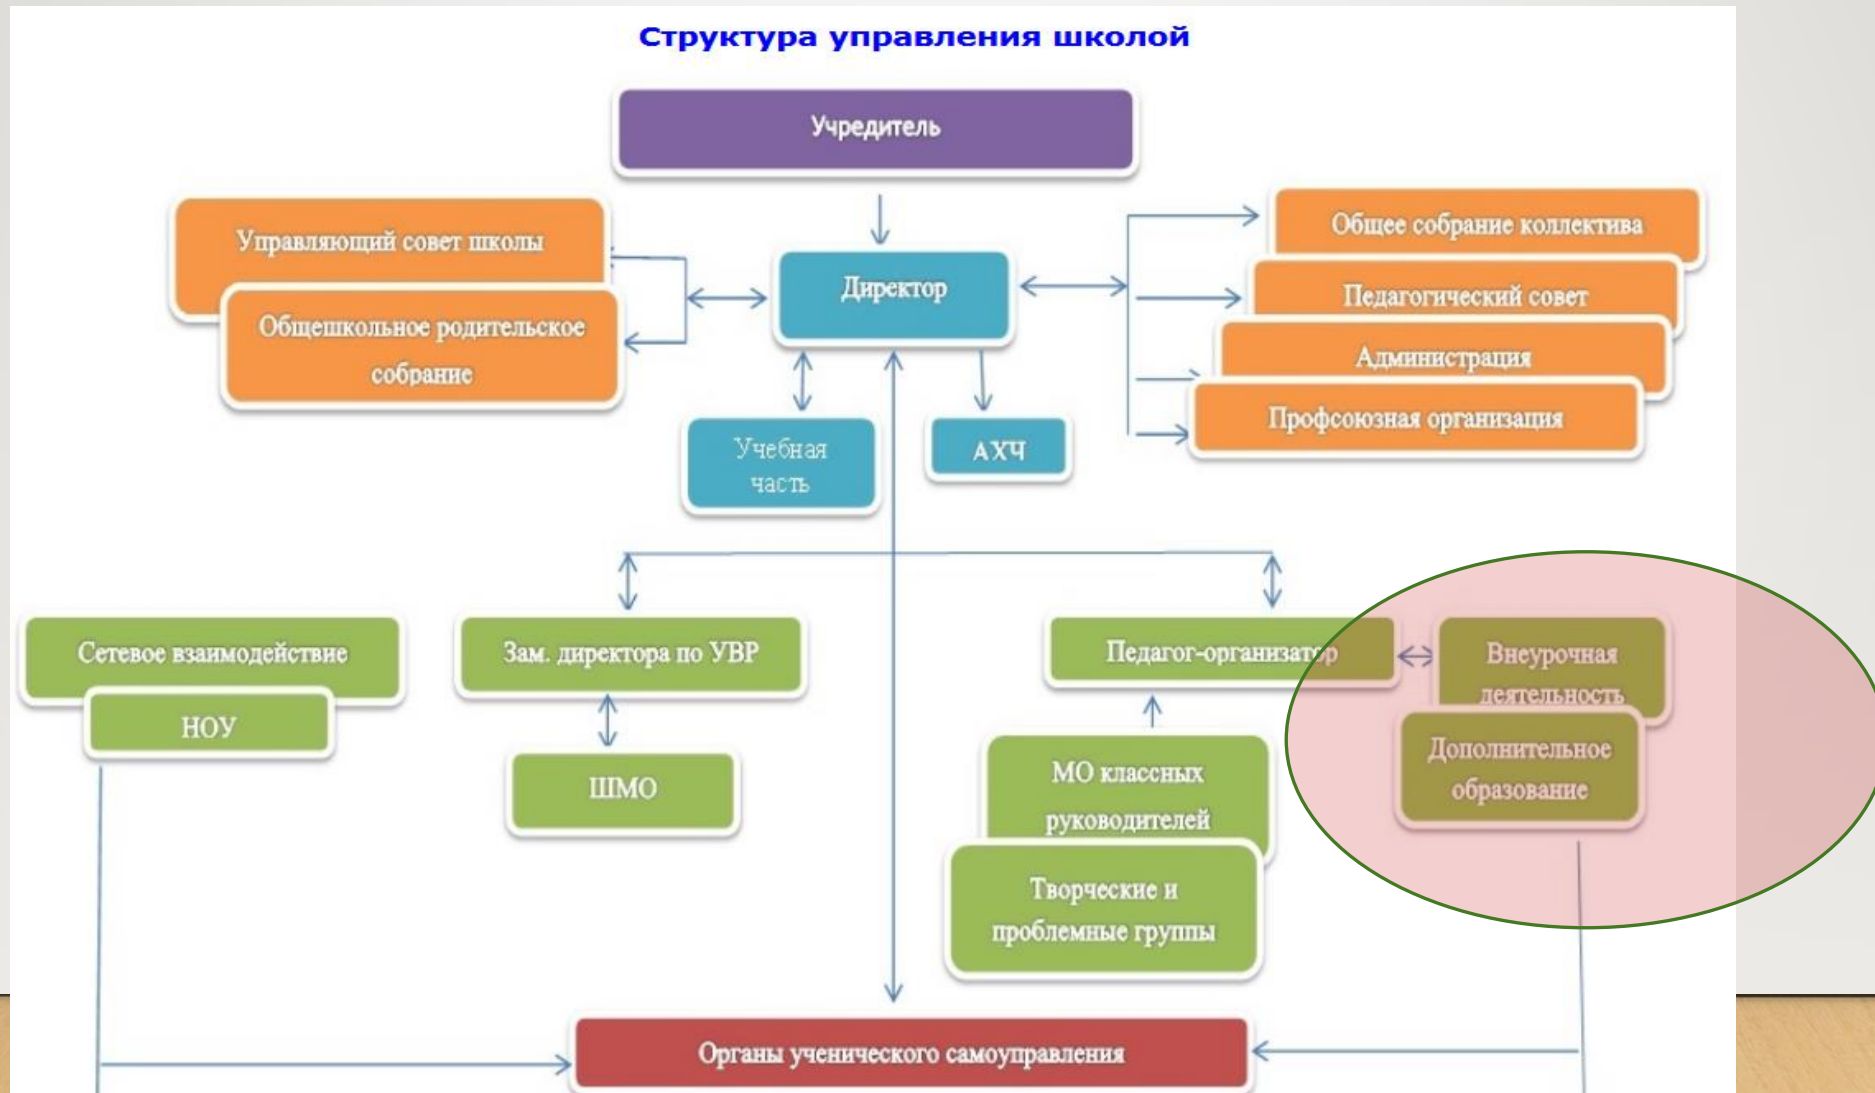 Структура управления школой
Учредитель
Управляющий совет школы
Общешкольное родительское
собрание
Директор
Общее собрание коллектива
Педагогический совет
Администрация
Профсоюзная организация
Учебная
часть
АХЧ
Сетевое взаимодействие
НОУ
Зам. директора по УВР
ШМО
Педагог-организатор
МО классных
руководителей
Творческие и
проблемные группы
Внеурочная
деятельность
Дополнительное
образование
Органы ученического самоуправления